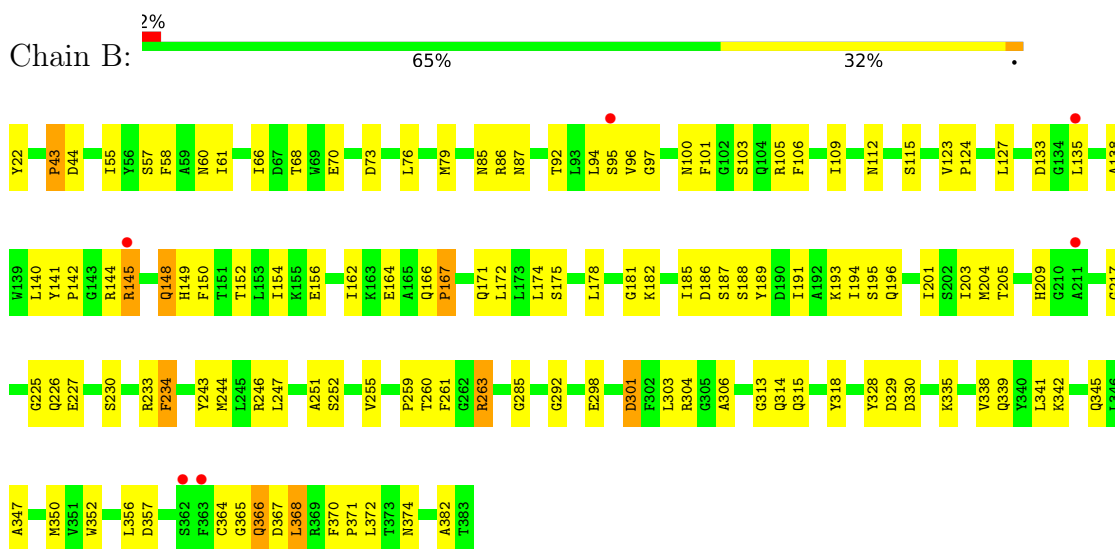 2%
Chain B:
65% 32% •
Y22 P43 D44 I55 Y56 S57 F58 A59 N60 I61 I66 D67 T68 W69 E70 D73 L76 M79 N85 R86 N87 T92 L93 L94 S95 V96 G97 N100 F101 G102 S103 Q104 R105 F106 I109 N112 S115 V123 P124 L127 D133 G134 L135 A138
W139 L140 Y141 P142 G143 R144 R145 Q148 H149 F150 T151 T152 L153 I154 K155 E156 I162 K163 E164 A165 Q166 P167 Q171 L172 L173 L174 S175 L178 G181 K182 I185 D186 S187 S188 Y189 D190 I191 A192 K193 I194 S195 Q196 I201 S202 I203 M204 T205 H209 G210 A211 G217
G225 Q226 E227 S230 R233 F234 Y243 M244 L245 R246 L247 A251 S252 V255 P259 T260 F261 G262 R263 G285 G292 E298 D301 F302 L303 R304 G305 A306 G313 Q314 Q315 Y318 Y328 D329 D330 K335 V338 Q339 Y340 L341 K342 Q345 L346
A347 M350 V351 W352 L356 D357 S362 F363 C364 G365 Q366 D367 L368 R369 F370 P371 L372 T373 N374 A382 T383